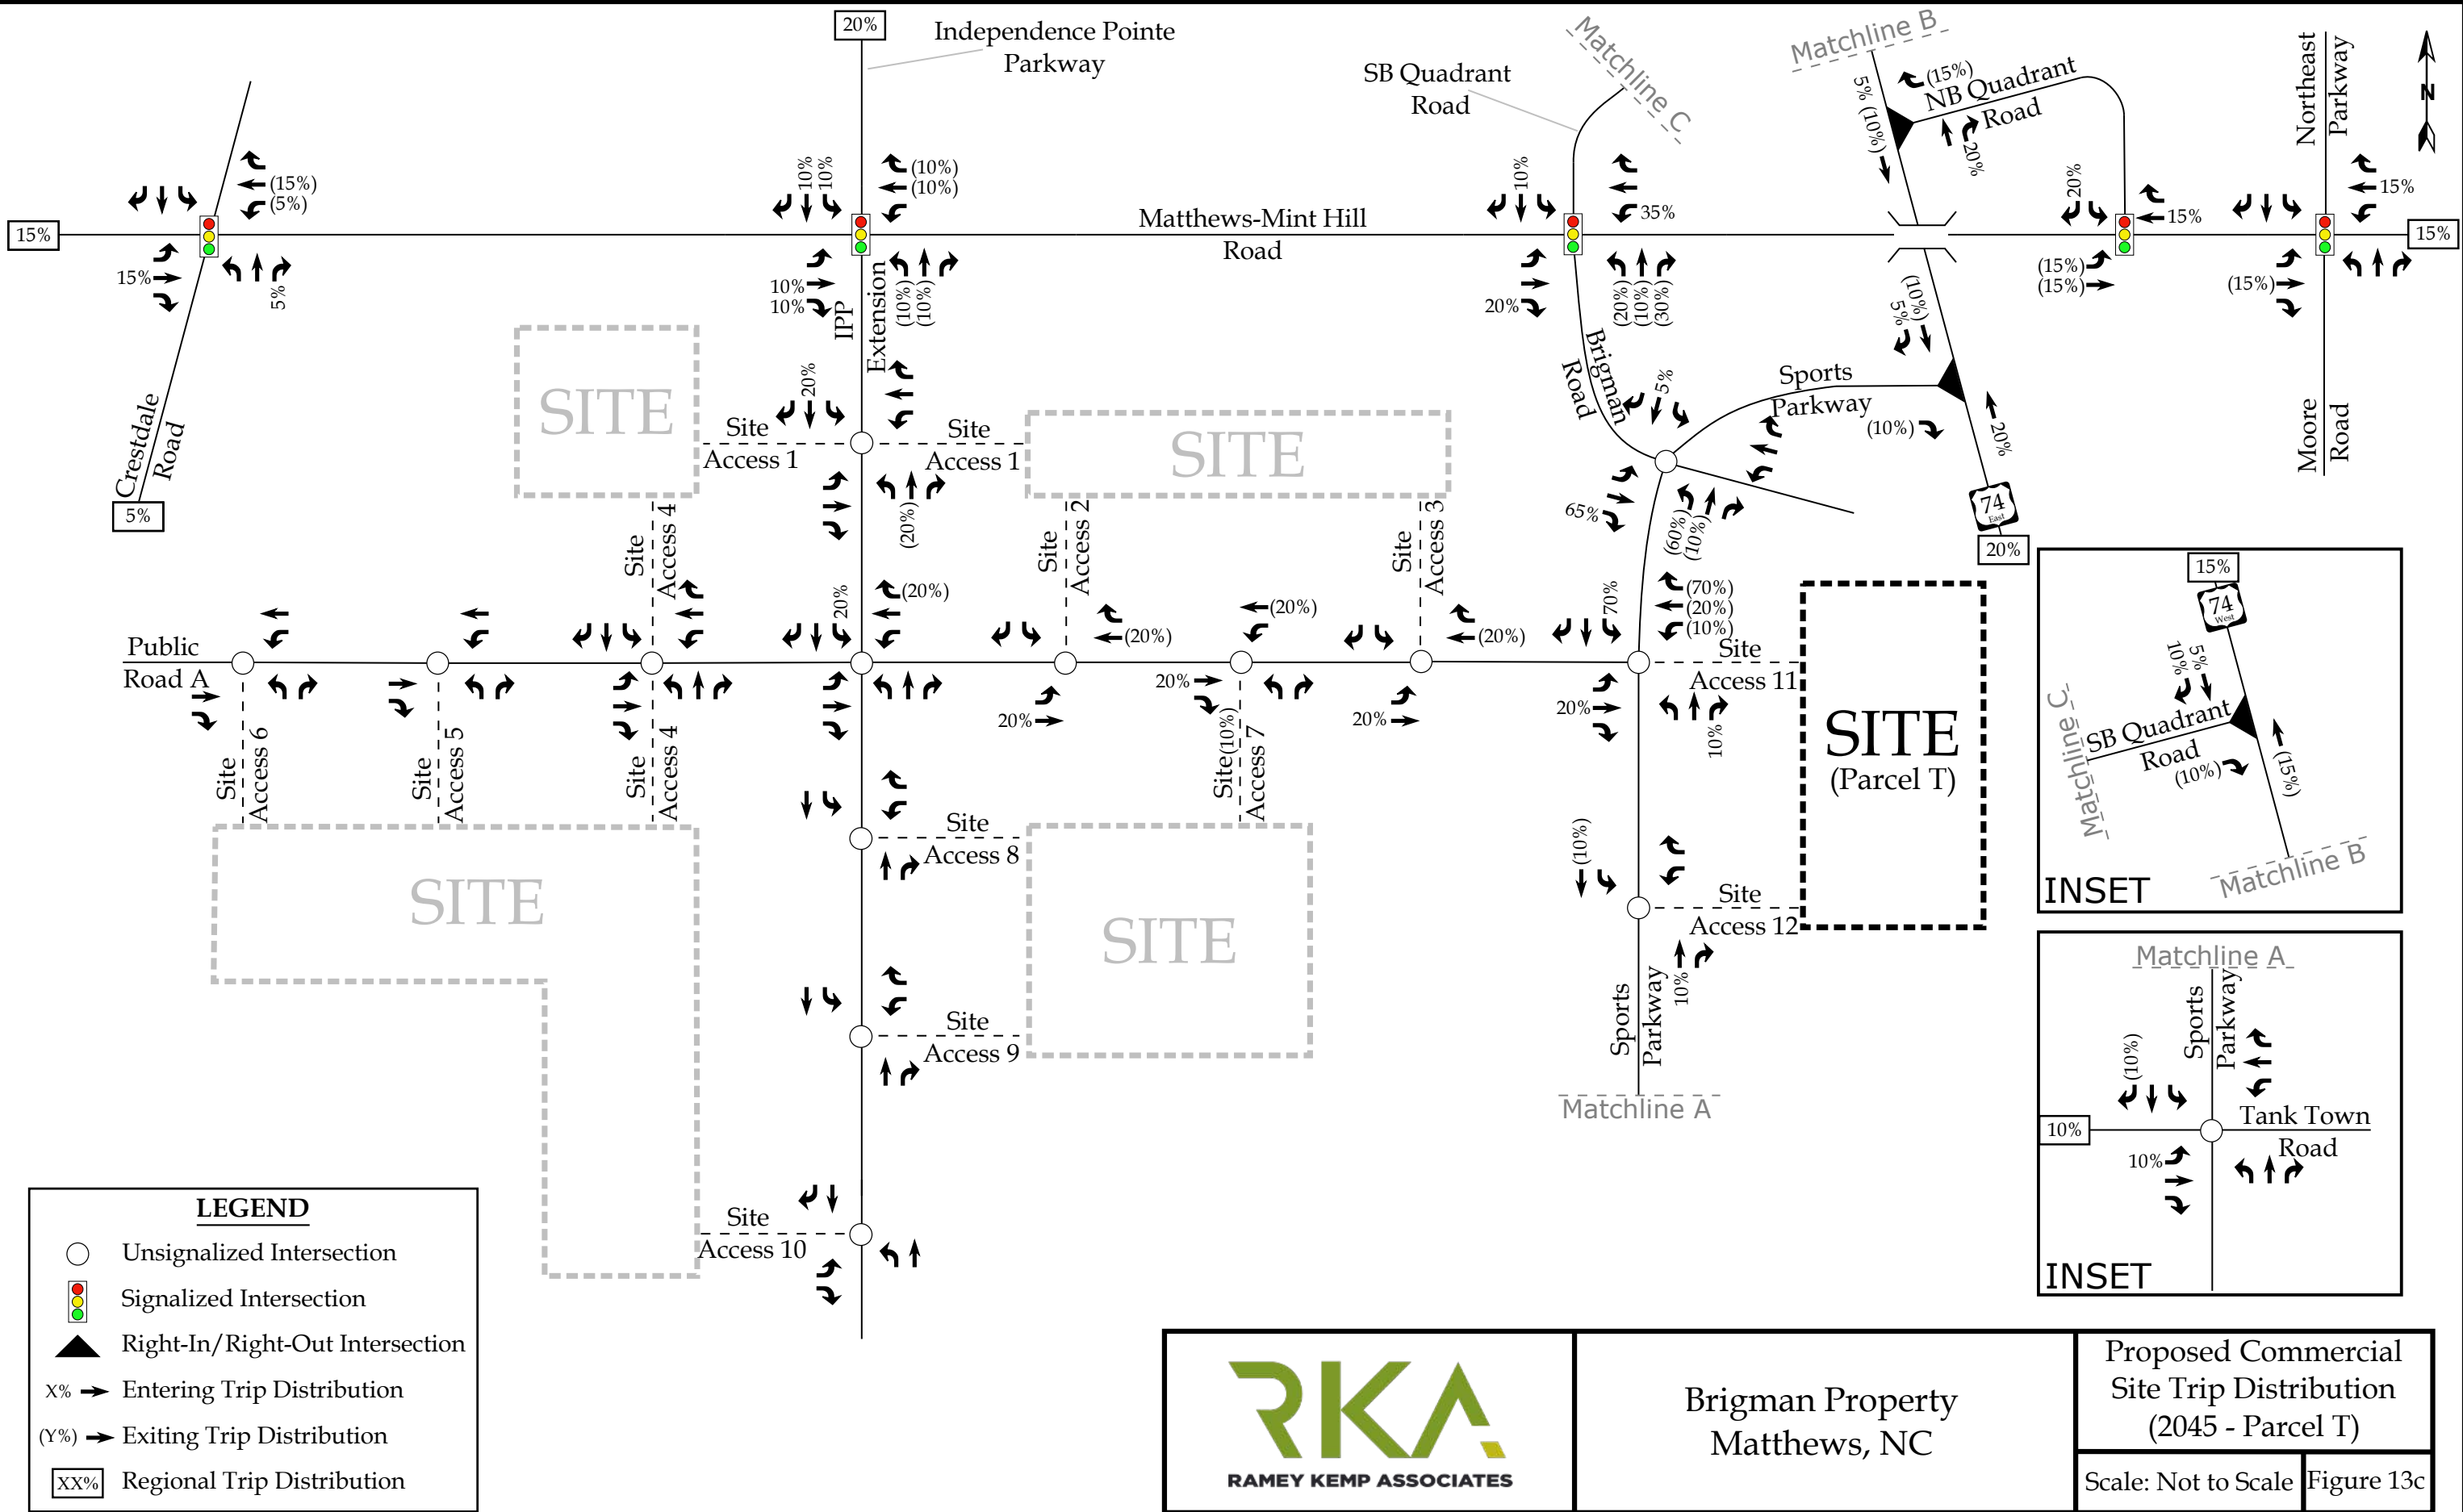 20%
Independence Pointe
Parkway
SB Quadrant
Road
Matchline C
Matchline B
5% (10%)
(15%)
NB Quadrant
Road
20%
Northeast
Parkway
N
(15%)
(5%)
15%
15%
5%
Crestdale
Road
5%
10%
10%
(10%)
(10%)
10%
10%
(10%)
(10%)
IPP
Extension
Matthews-Mint Hill
Road
10%
35%
20%
(20%)
(10%)
(30%)
Brigman
Road
20%
15%
(15%)
(15%)
15%
15%
(15%)
Moore
Road
(10%)
5%
Sports
Parkway
(10%)
20%
74
East
20%
5%
65%
(60%)
(10%)
SITE
20%
Site
Access 1
Site
Access 1
(20%)
SITE
Site
Access 4
Site
Access 2
Site
Access 3
Public
Road A
20%
(20%)
(20%)
20%
(20%)
20%
(20%)
20%
70%
(70%)
(20%)
(10%)
20%
10%
Site
Access 11
SITE
(Parcel T)
Site
Access 6
Site
Access 5
Site
Access 4
Site
(10%)
Access 7
Site
Access 8
SITE
SITE
Site
Access 9
Site
Access 10
(10%)
Site
Access 12
10%
Sports
Parkway
Matchline A
15%
74
West
5%
10%
Matchline C
SB Quadrant
Road
(10%)
(15%)
Matchline B
INSET
Matchline A
Sports
Parkway
(10%)
10%
Tank Town
Road
10%
INSET
LEGEND
Unsignalized Intersection
Signalized Intersection
Right-In/Right-Out Intersection
X% Entering Trip Distribution
(Y%) Exiting Trip Distribution
XX% Regional Trip Distribution
RKA
RAMEY KEMP ASSOCIATES
Brigman Property
Matthews, NC
Proposed Commercial
Site Trip Distribution
(2045 - Parcel T)
Scale: Not to Scale
Figure 13c